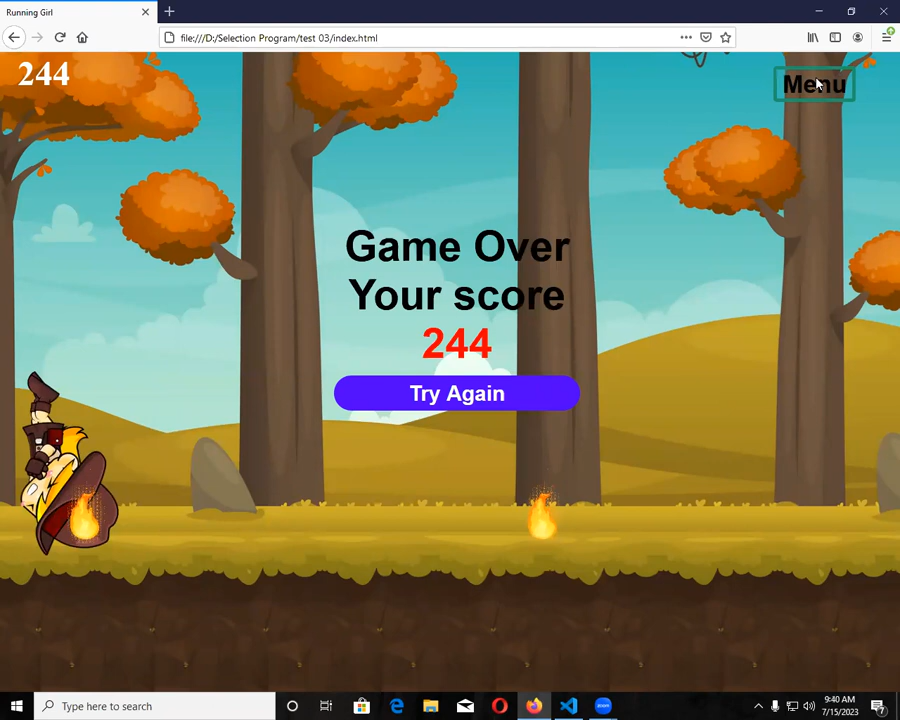 Running Girl
file:///D:/Selection Program/test 03/index.html
244
Menu
Game Over
Your score
244
Try Again
Type here to search
zoom
9:40 AM
7/15/2023